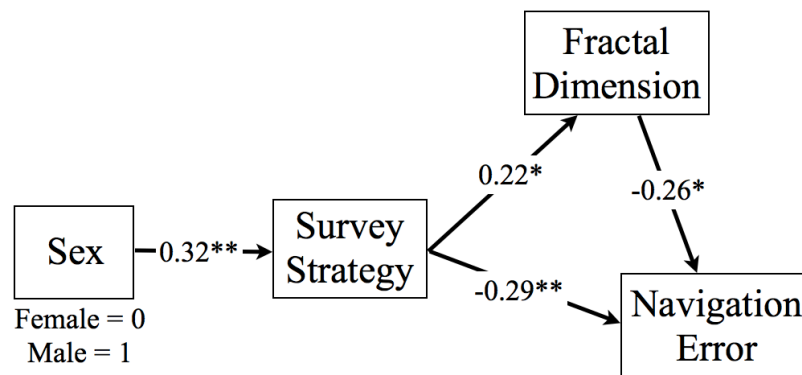 Fractal
Dimension
0.22*
-0.26*
Sex
0.32**
Survey
Strategy
-0.29**
Navigation
Error
Female = 0
Male = 1